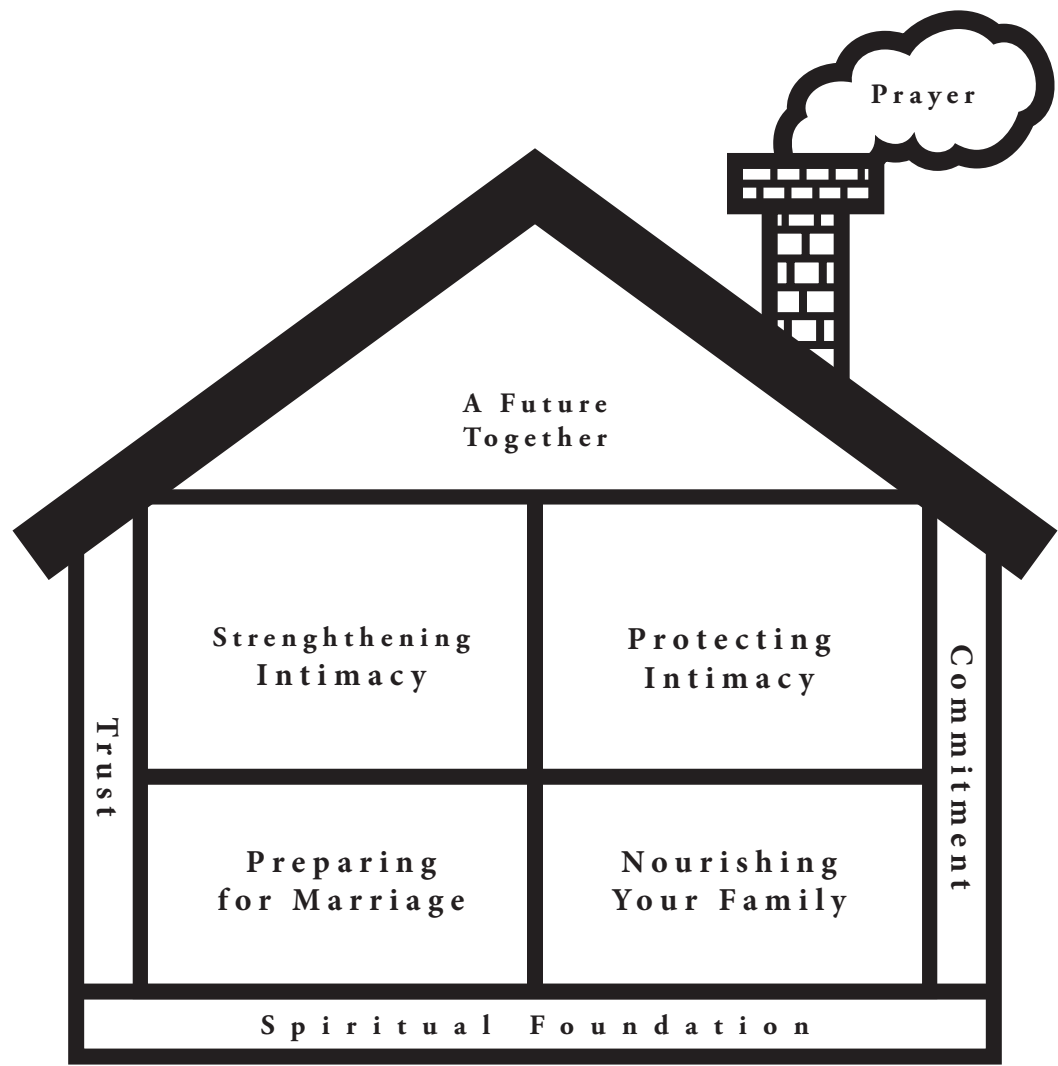 Prayer
A Future
Together
Strenghthening
Intimacy
Protecting
Intimacy
Trust
Commitment
Preparing
for Marriage
Nourishing
Your Family
Spiritual Foundation